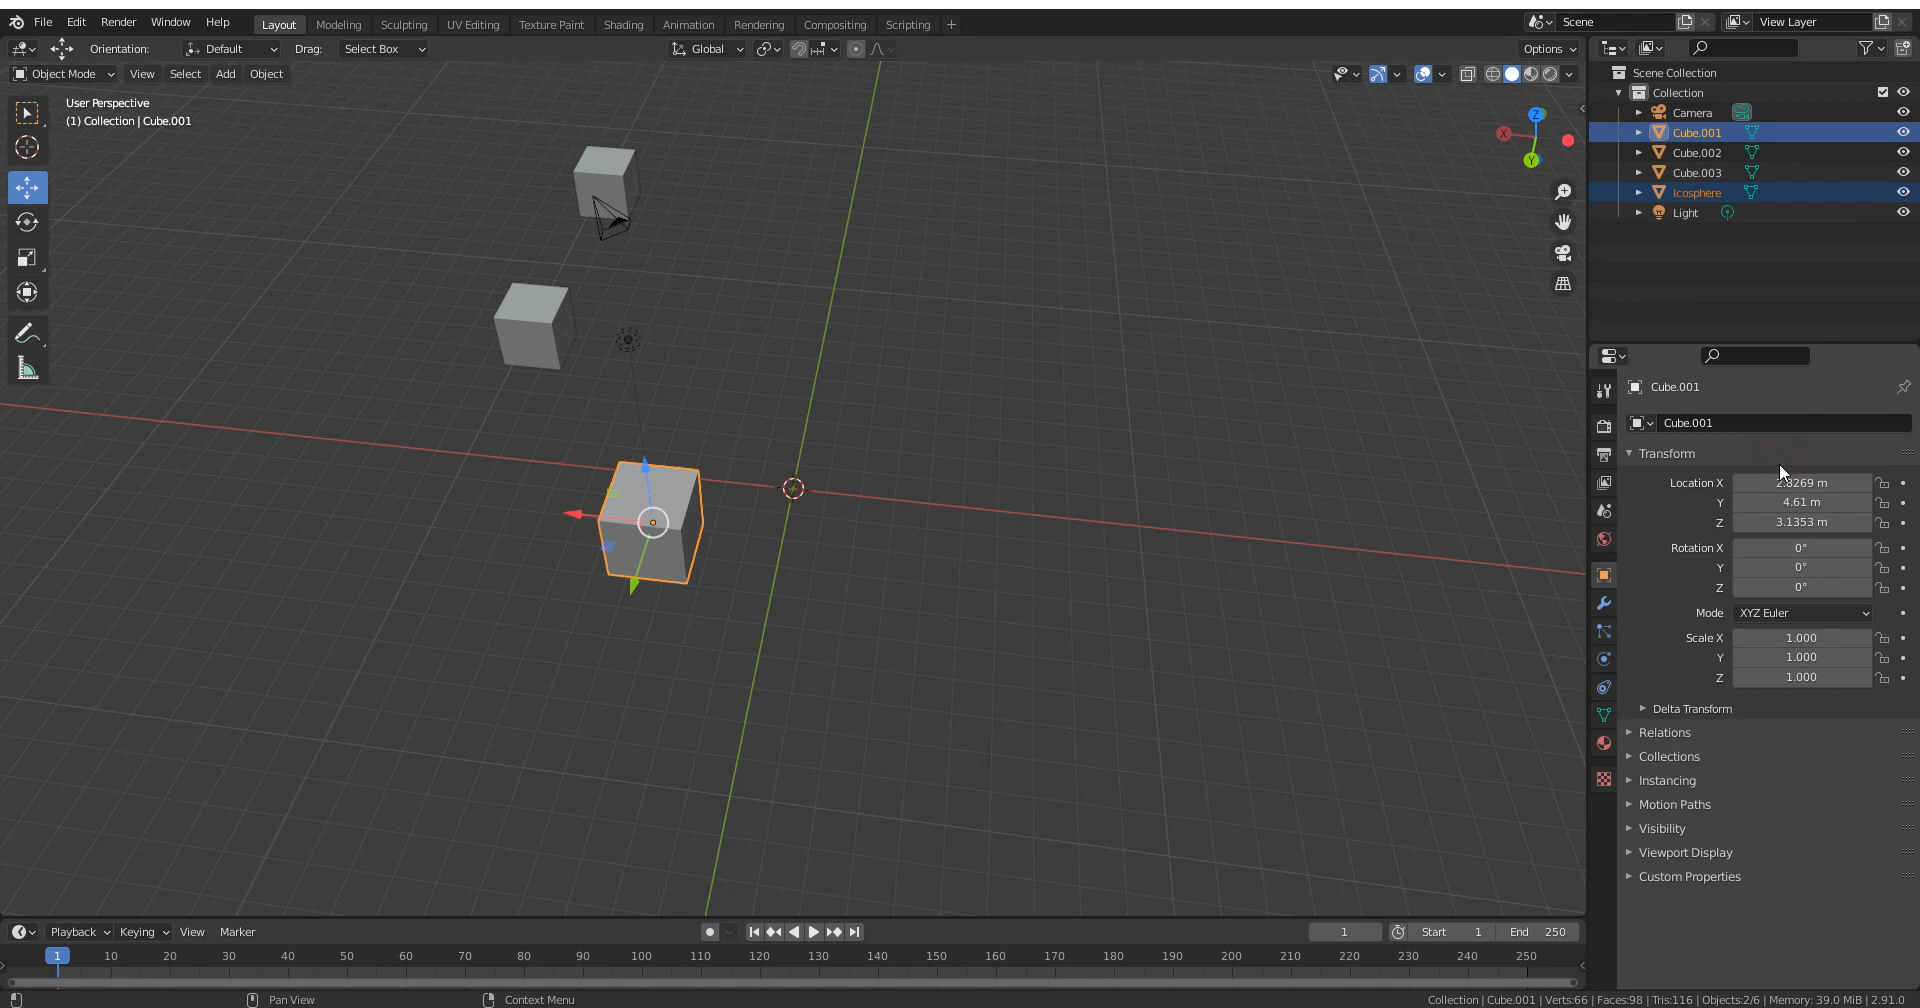 File Edit Render Window Help Layout Modeling Sculpting UV Editing Texture Paint Shading Animation Rendering Compositing Scripting + Scene View Layer
Orientation: Default Drag: Select Box Global Options
Object Mode View Select Add Object
User Perspective
(1) Collection | Cube.001
Z
X
Y
Scene Collection
Collection
Camera
Cube.001
Cube.002
Cube.003
Icosphere
Light
Cube.001
Cube.001
Transform
Location X 2.8269 m
Y 4.61 m
Z 3.1353 m
Rotation X 0°
Y 0°
Z 0°
Mode XYZ Euler
Scale X 1.000
Y 1.000
Z 1.000
Delta Transform
Relations
Collections
Instancing
Motion Paths
Visibility
Viewport Display
Custom Properties
Playback Keying View Marker 1 Start 1 End 250
1 10 20 30 40 50 60 70 80 90 100 110 120 130 140 150 160 170 180 190 200 210 220 230 240 250
Pan View Context Menu Collection | Cube.001 | Verts:66 | Faces:98 | Tris:116 | Objects:2/6 | Memory: 39.0 MiB | 2.91.0